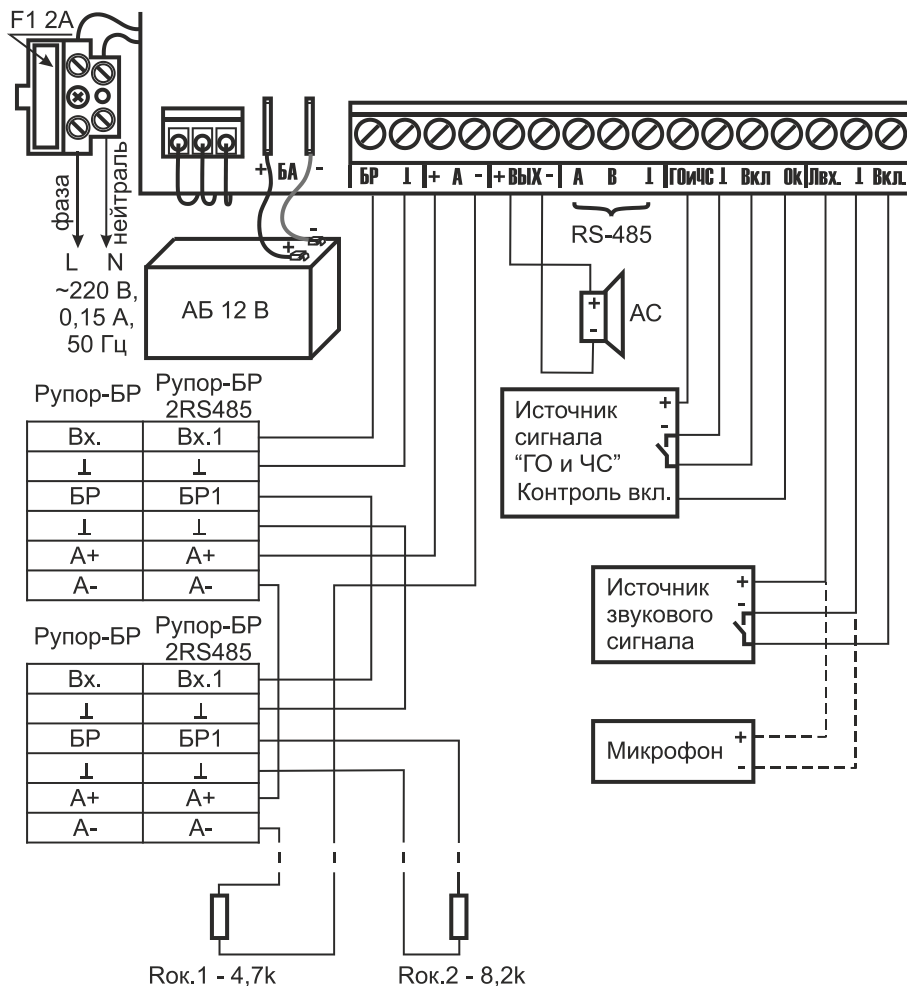 F1 2A
фаза
нейтраль
L N
~220 В,
0,15 А,
50 Гц
+ БА -
+ -
АБ 12 В
БР ⊥ + А - + ВЫХ - А В ⊥ ГОиЧС ⊥ Вкл Ok Лвх. ⊥ Вкл.
RS-485
+
-
АС
Источник
сигнала
“ГО и ЧС”
Контроль вкл.
+
-
Источник
звукового
сигнала
+
-
Микрофон
+
-
Рупор-БР Рупор-БР
2RS485
Вх. Вх.1
⊥ ⊥
БР БР1
⊥ ⊥
А+ А+
А- А-
Рупор-БР Рупор-БР
2RS485
Вх. Вх.1
⊥ ⊥
БР БР1
⊥ ⊥
А+ А+
А- А-
Rок.1 - 4,7k Rок.2 - 8,2k